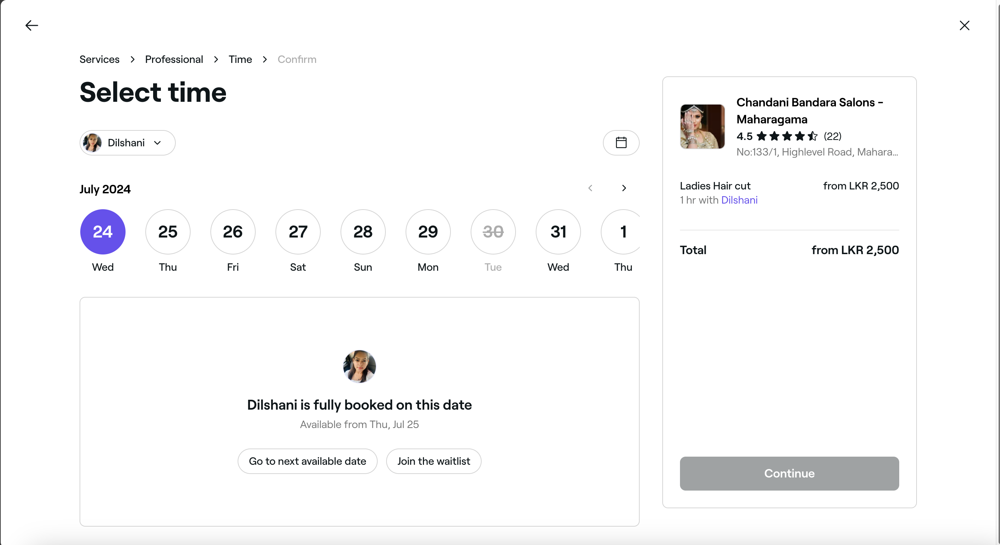 Services > Professional > Time > Confirm
Select time
Dilshani
July 2024
24 25 26 27 28 29 30 31 1
Wed Thu Fri Sat Sun Mon Tue Wed Thu
Dilshani is fully booked on this date
Available from Thu, Jul 25
Go to next available date Join the waitlist
Chandani Bandara Salons -
Maharagama
4.5 ★★★★⯪ (22)
No:133/1, Highlevel Road, Mahara...
Ladies Hair cut from LKR 2,500
1 hr with Dilshani
Total from LKR 2,500
Continue